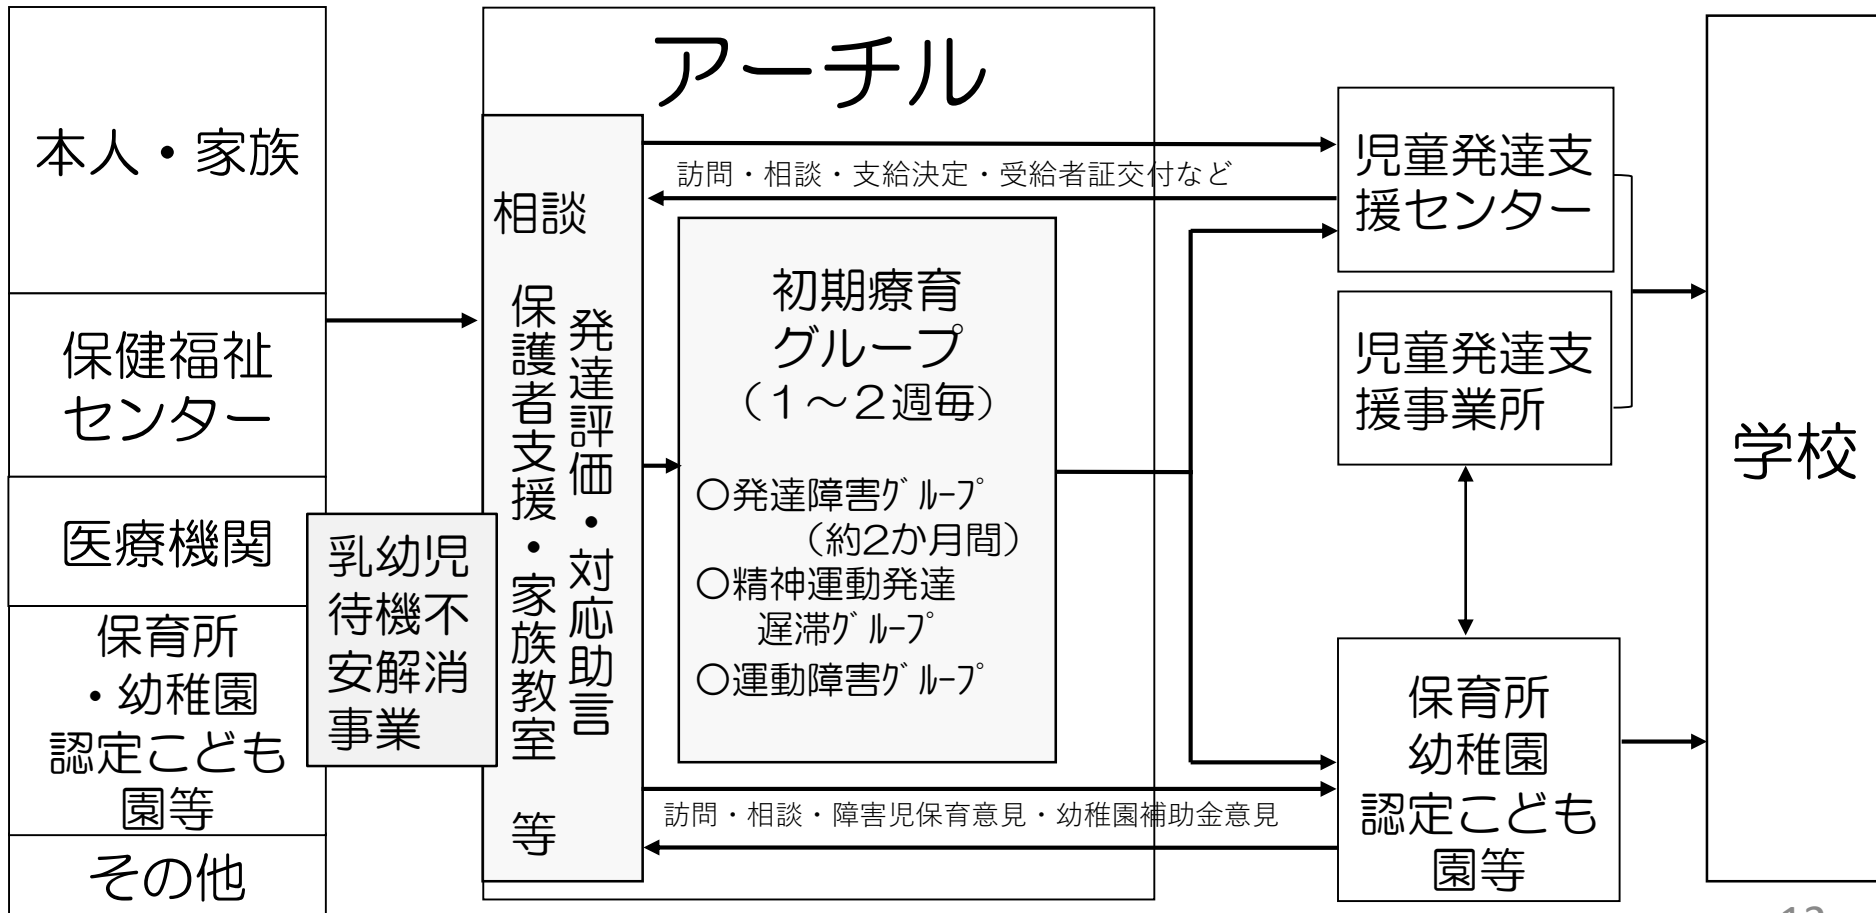 本人・家族
保健福祉
センター
医療機関
保育所
・幼稚園
認定こども
園等
その他
乳幼児
待機不
安解消
事業
アーチル
相談
発達評価・対応助言
保護者支援・家族教室 等
訪問・相談・支給決定・受給者証交付など
初期療育
グループ
（1～2週毎）
○発達障害ｸﾞﾙｰﾌﾟ
（約2か月間）
○精神運動発達
遅滞ｸﾞﾙｰﾌﾟ
○運動障害ｸﾞﾙｰﾌﾟ
訪問・相談・障害児保育意見・幼稚園補助金意見
児童発達支
援センター
児童発達支
援事業所
保育所
幼稚園
認定こども
園等
学校